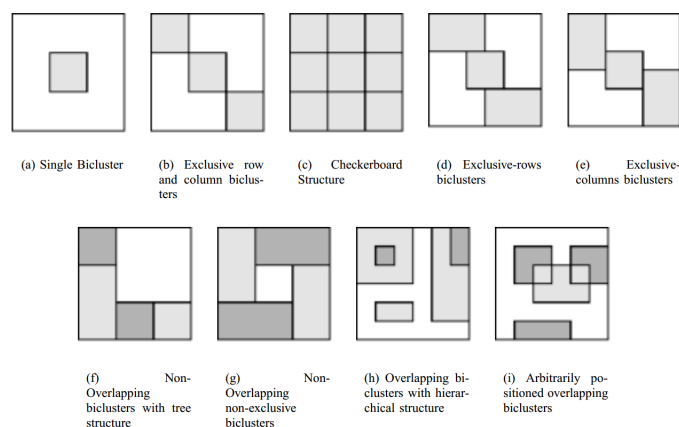 (a) Single Bicluster
(b) Exclusive row
and column biclus-
ters
(c) Checkerboard
Structure
(d) Exclusive-rows
biclusters
(e) Exclusive-
columns biclusters
(f) Non-
Overlapping
biclusters with tree
structure
(g) Non-
Overlapping
non-exclusive
biclusters
(h) Overlapping bi-
clusters with hierar-
chical structure
(i) Arbitrarily po-
sitioned overlapping
biclusters